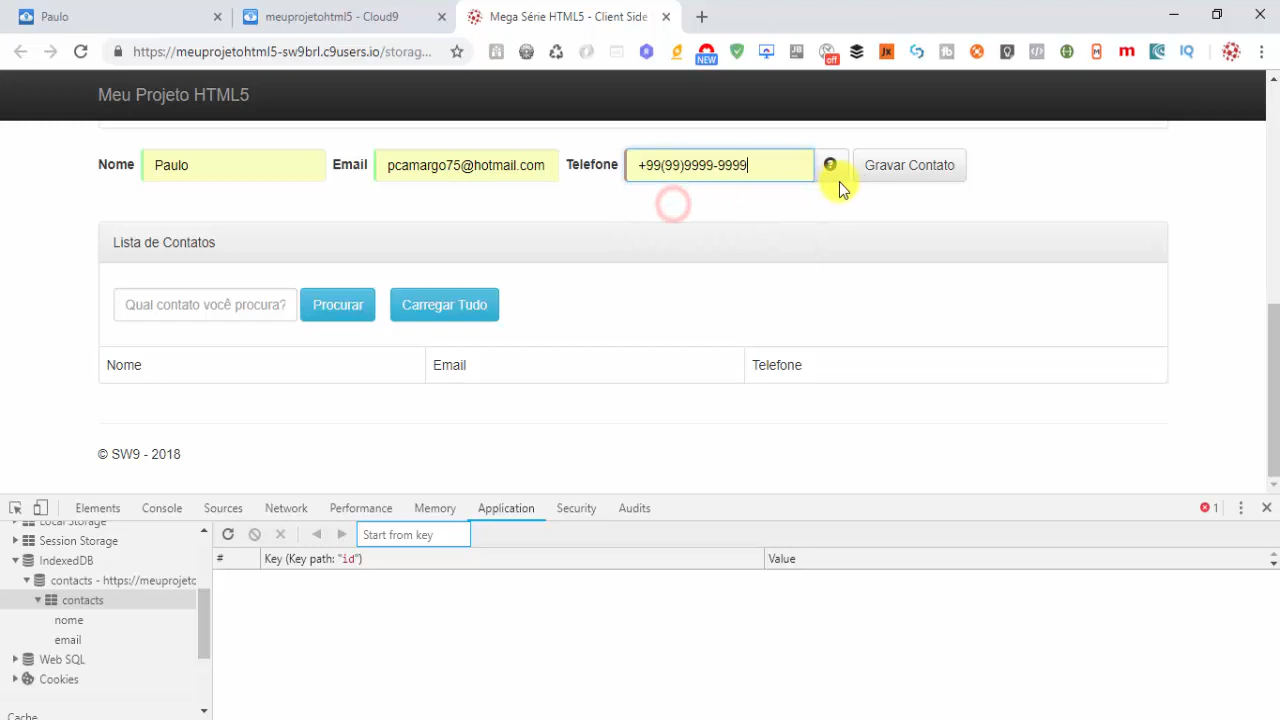 Paulo
meuprojetohtml5 - Cloud9
Mega Série HTML5 - Client Side
https://meuprojetohtml5-sw9brl.c9users.io/storag...
NEW
off
Meu Projeto HTML5
Nome Paulo Email pcamargo75@hotmail.com Telefone +99(99)9999-9999 Gravar Contato
Lista de Contatos
Qual contato você procura? Procurar Carregar Tudo
Nome Email Telefone
© SW9 - 2018
Elements Console Sources Network Performance Memory Application Security Audits 1
Local Storage
Session Storage
IndexedDB
contacts - https://meuprojetc
contacts
nome
email
Web SQL
Cookies
Cache
Start from key
# Key (Key path: "id") Value